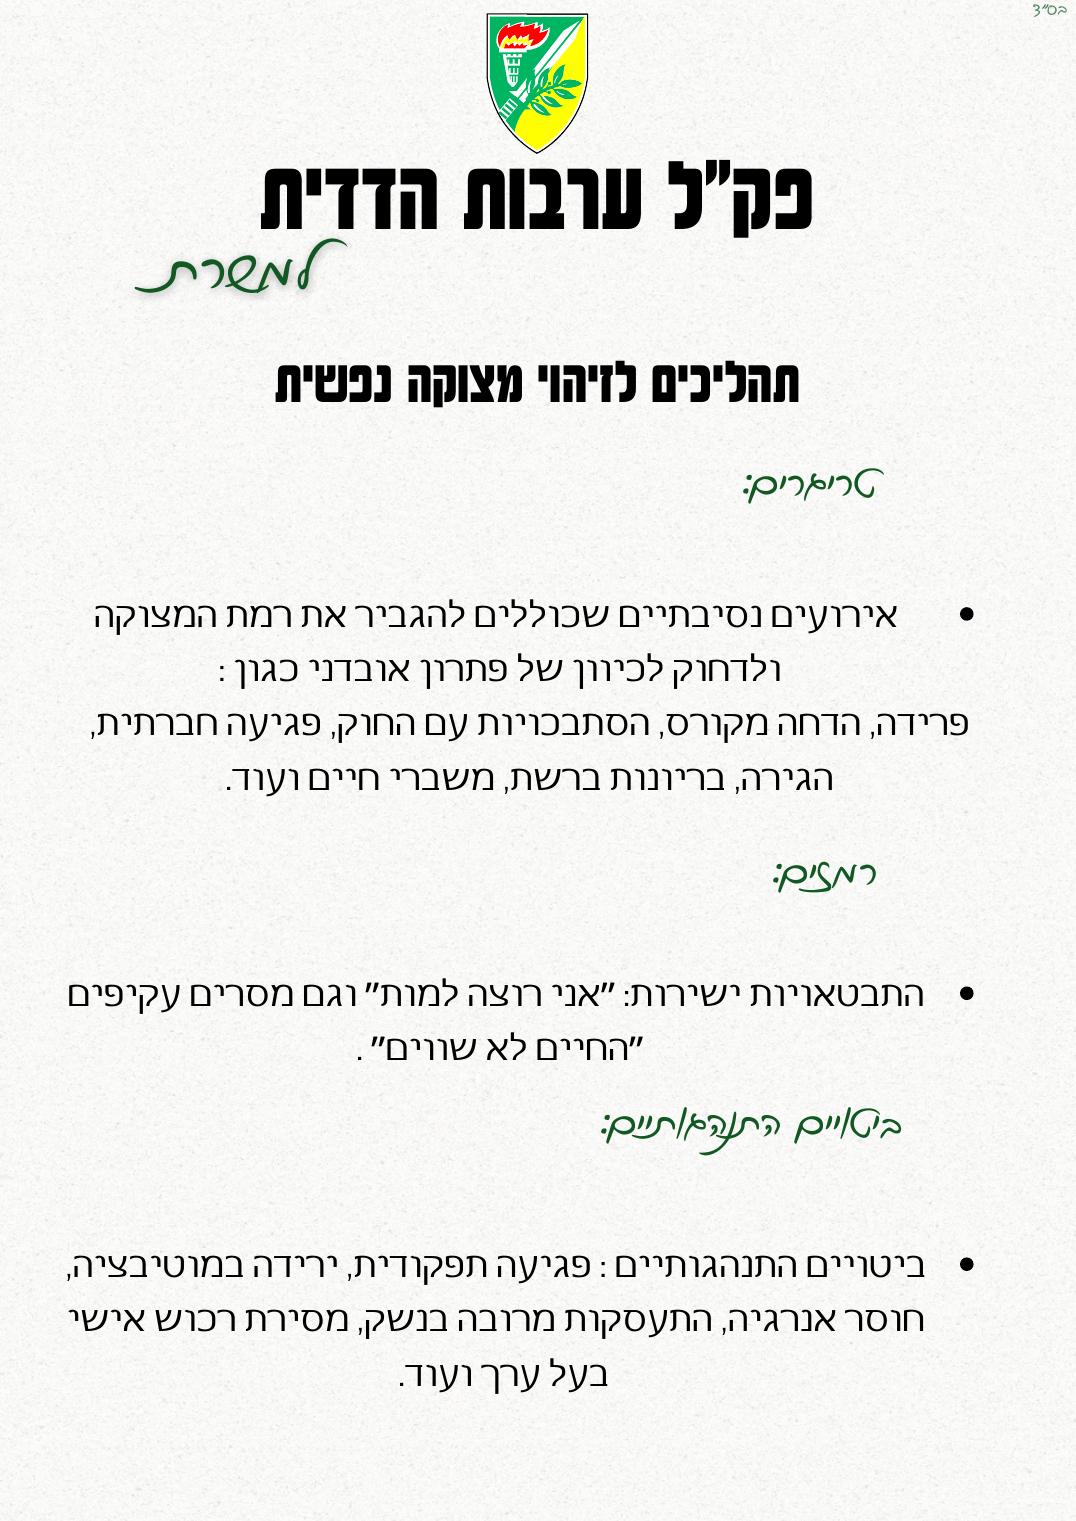 בס"ד
פק"ל ערבות הדדית
למשרת
תהליכים לזיהוי מצוקה נפשית
טריגרים:
• אירועים נסיבתיים שכוללים להגביר את רמת המצוקה
ולדחוק לכיוון של פתרון אובדני כגון :
פרידה, הדחה מקורס, הסתבכויות עם החוק, פגיעה חברתית,
הגירה, בריונות ברשת, משברי חיים ועוד.
רמזים:
• התבטאויות ישירות: "אני רוצה למות" וגם מסרים עקיפים
"החיים לא שווים" .
ביטויים התנהגותיים:
• ביטויים התנהגותיים : פגיעה תפקודית, ירידה במוטיבציה,
חוסר אנרגיה, התעסקות מרובה בנשק, מסירת רכוש אישי
בעל ערך ועוד.